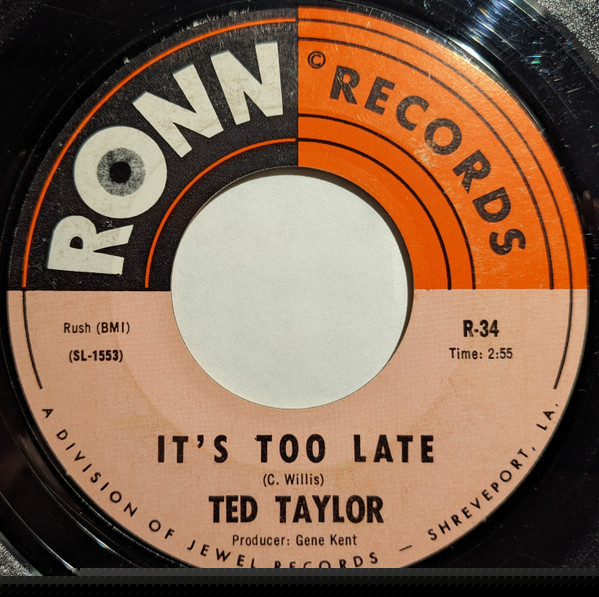 RONN
© RECORDS
Rush (BMI)
(SL-1553)
R-34
Time: 2:55
IT'S TOO LATE
(C. Willis)
TED TAYLOR
Producer: Gene Kent
A DIVISION OF JEWEL RECORDS — SHREVEPORT, LA.